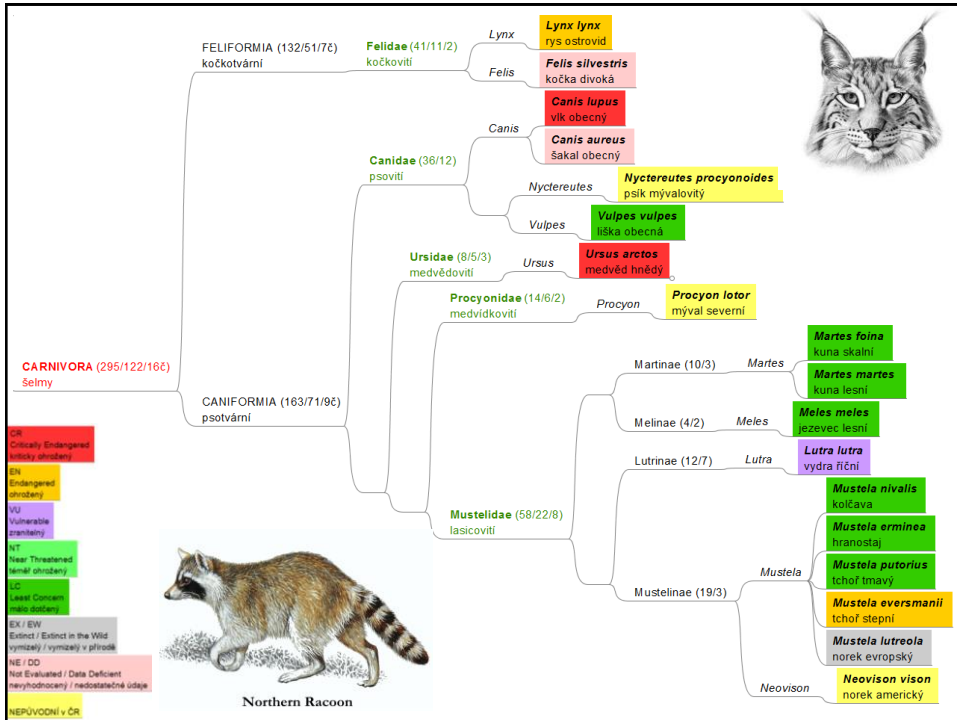 Lynx lynx
rys ostrovid
Lynx
FELIFORMIA (132/51/7č)
kočkotvární
Felidae (41/11/2)
kočkovití
Felis
Felis silvestris
kočka divoká
Canis lupus
vlk obecný
Canis
Canis aureus
šakal obecný
Canidae (36/12)
psovití
Nyctereutes
Nyctereutes procyonoides
psík mývalovitý
Vulpes
Vulpes vulpes
liška obecná
Ursidae (8/5/3)
medvědovití
Ursus
Ursus arctos
medvěd hnědý
Procyonidae (14/6/2)
medvídkovití
Procyon
Procyon lotor
mýval severní
CARNIVORA (295/122/16č)
šelmy
CANIFORMIA (163/71/9č)
psotvární
Martinae (10/3)
Martes
Martes foina
kuna skalní
Martes martes
kuna lesní
Melinae (4/2)
Meles
Meles meles
jezevec lesní
Lutrinae (12/7)
Lutra
Lutra lutra
vydra říční
Mustelidae (58/22/8)
lasicovití
Mustelinae (19/3)
Mustela
Mustela nivalis
kolčava
Mustela erminea
hranostaj
Mustela putorius
tchoř tmavý
Mustela eversmanii
tchoř stepní
Mustela lutreola
norek evropský
Neovison
Neovison vison
norek americký
CR
Critically Endangered
kriticky ohrožený
EN
Endangered
ohrožený
VU
Vulnerable
zranitelný
NT
Near Threatened
téměř ohrožený
LC
Least Concern
málo dotčený
EX / EW
Extinct / Extinct in the Wild
vymizelý / vymizelý v přírodě
NE / DD
Not Evaluated / Data Deficient
nevyhodnocený / nedostatečné údaje
NEPŮVODNÍ v ČR
Northern Racoon